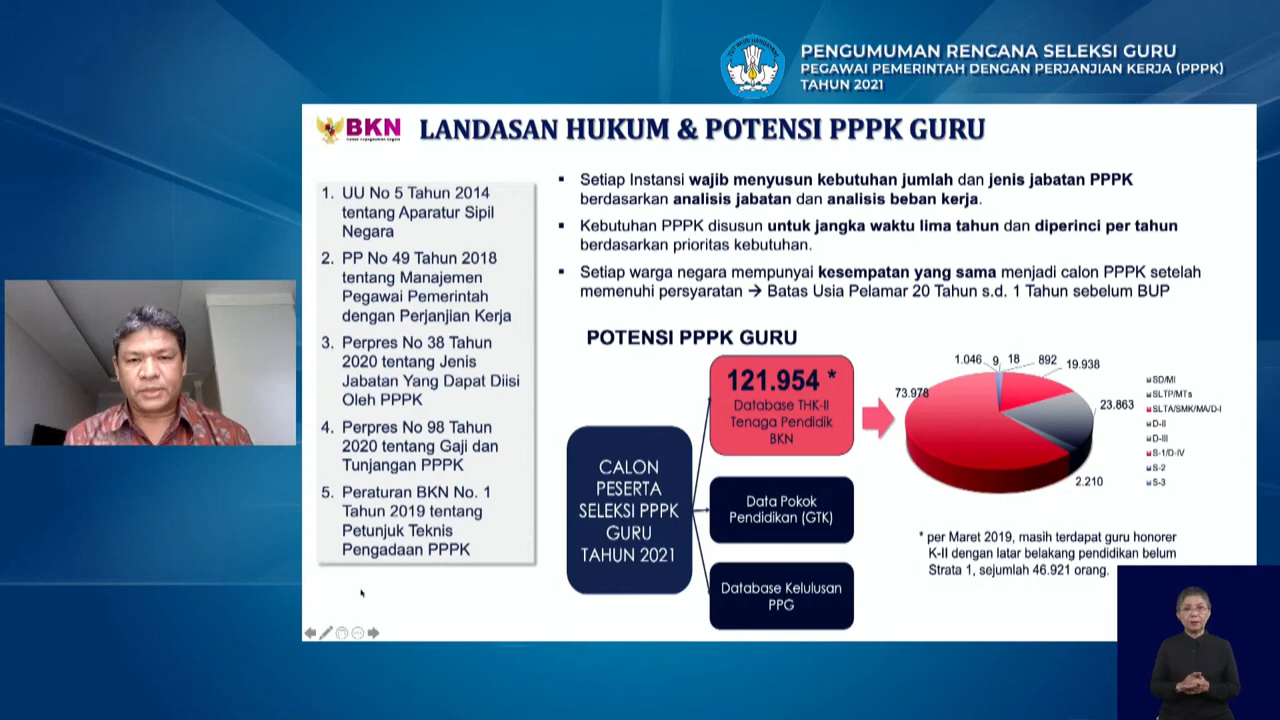 PENGUMUMAN RENCANA SELEKSI GURU
PEGAWAI PEMERINTAH DENGAN PERJANJIAN KERJA (PPPK)
TAHUN 2021
BKN
LANDASAN HUKUM & POTENSI PPPK GURU
1. UU No 5 Tahun 2014
tentang Aparatur Sipil
Negara
2. PP No 49 Tahun 2018
tentang Manajemen
Pegawai Pemerintah
dengan Perjanjian Kerja
3. Perpres No 38 Tahun
2020 tentang Jenis
Jabatan Yang Dapat Diisi
Oleh PPPK
4. Perpres No 98 Tahun
2020 tentang Gaji dan
Tunjangan PPPK
5. Peraturan BKN No. 1
Tahun 2019 tentang
Petunjuk Teknis
Pengadaan PPPK
▪ Setiap Instansi wajib menyusun kebutuhan jumlah dan jenis jabatan PPPK
berdasarkan analisis jabatan dan analisis beban kerja.
▪ Kebutuhan PPPK disusun untuk jangka waktu lima tahun dan diperinci per tahun
berdasarkan prioritas kebutuhan.
▪ Setiap warga negara mempunyai kesempatan yang sama menjadi calon PPPK setelah
memenuhi persyaratan → Batas Usia Pelamar 20 Tahun s.d. 1 Tahun sebelum BUP
POTENSI PPPK GURU
CALON
PESERTA
SELEKSI PPPK
GURU
TAHUN 2021
121.954 *
Database THK-II
Tenaga Pendidik
BKN
Data Pokok
Pendidikan (GTK)
Database Kelulusan
PPG
1.046 9 18 892
19.938
73.978
23.863
2.210
SD/MI
SLTP/MTs
SLTA/SMK/MA/D-I
D-II
D-III
S-1/D-IV
S-2
S-3
* per Maret 2019, masih terdapat guru honorer
K-II dengan latar belakang pendidikan belum
Strata 1, sejumlah 46.921 orang.